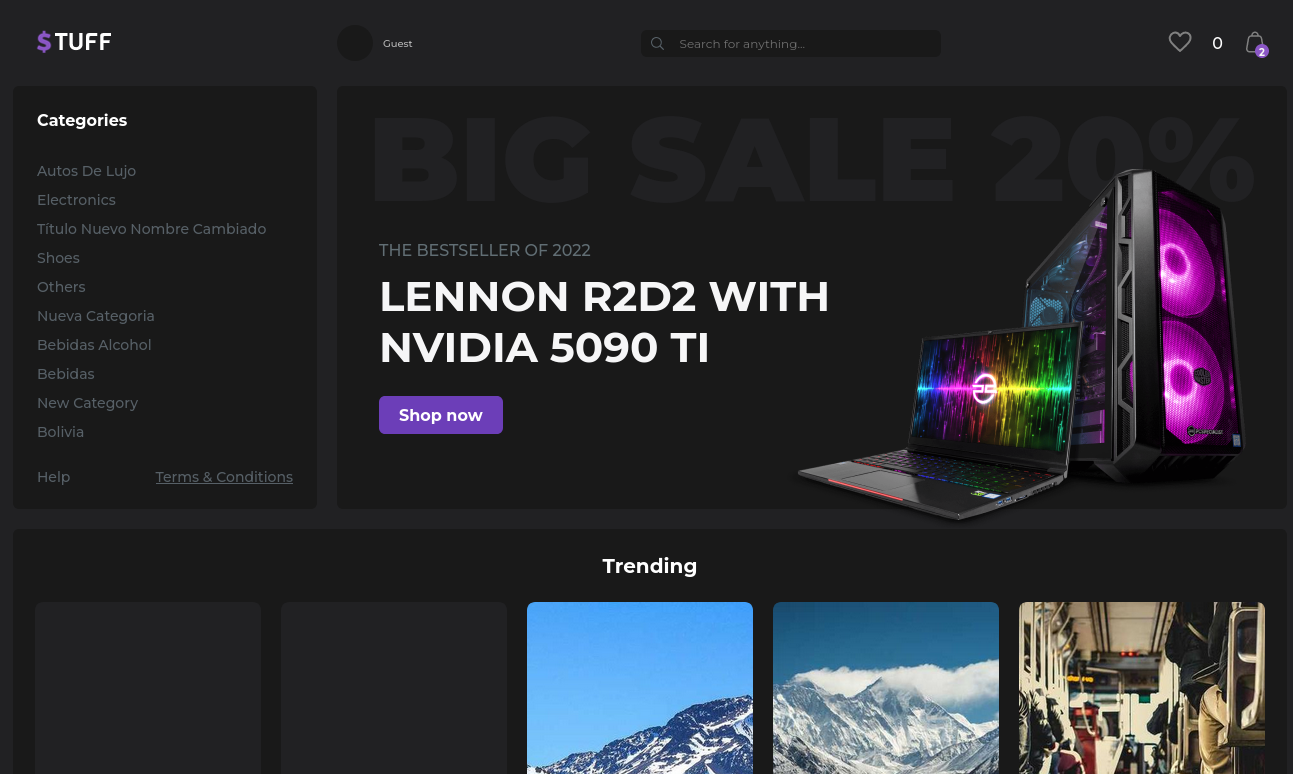 $TUFF
Guest
Search for anything...
0
2
Categories
Autos De Lujo
Electronics
Título Nuevo Nombre Cambiado
Shoes
Others
Nueva Categoria
Bebidas Alcohol
Bebidas
New Category
Bolivia
Help
Terms & Conditions
BIG SALE 20%
THE BESTSELLER OF 2022
LENNON R2D2 WITH
NVIDIA 5090 TI
Shop now
Trending